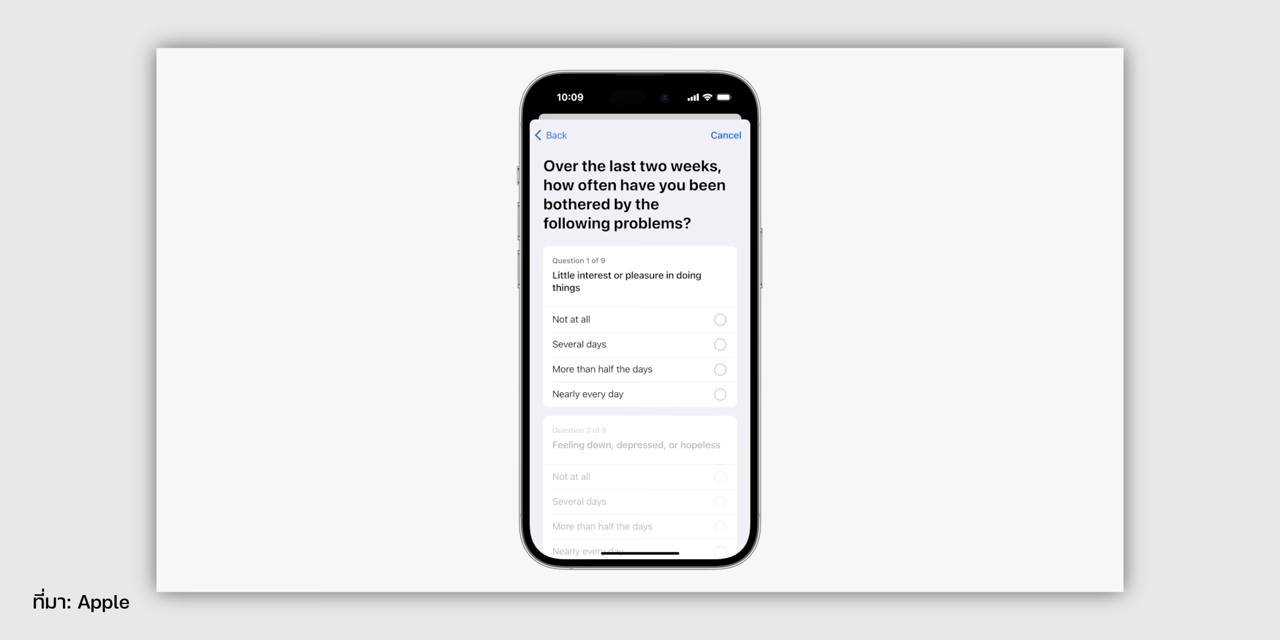 10:09
Back
Cancel
Over the last two weeks,
how often have you been
bothered by the
following problems?
Question 1 of 9
Little interest or pleasure in doing
things
Not at all
Several days
More than half the days
Nearly every day
Question 2 of 9
Feeling down, depressed, or hopeless
Not at all
Several days
More than half the days
Nearly every day
ที่มา: Apple